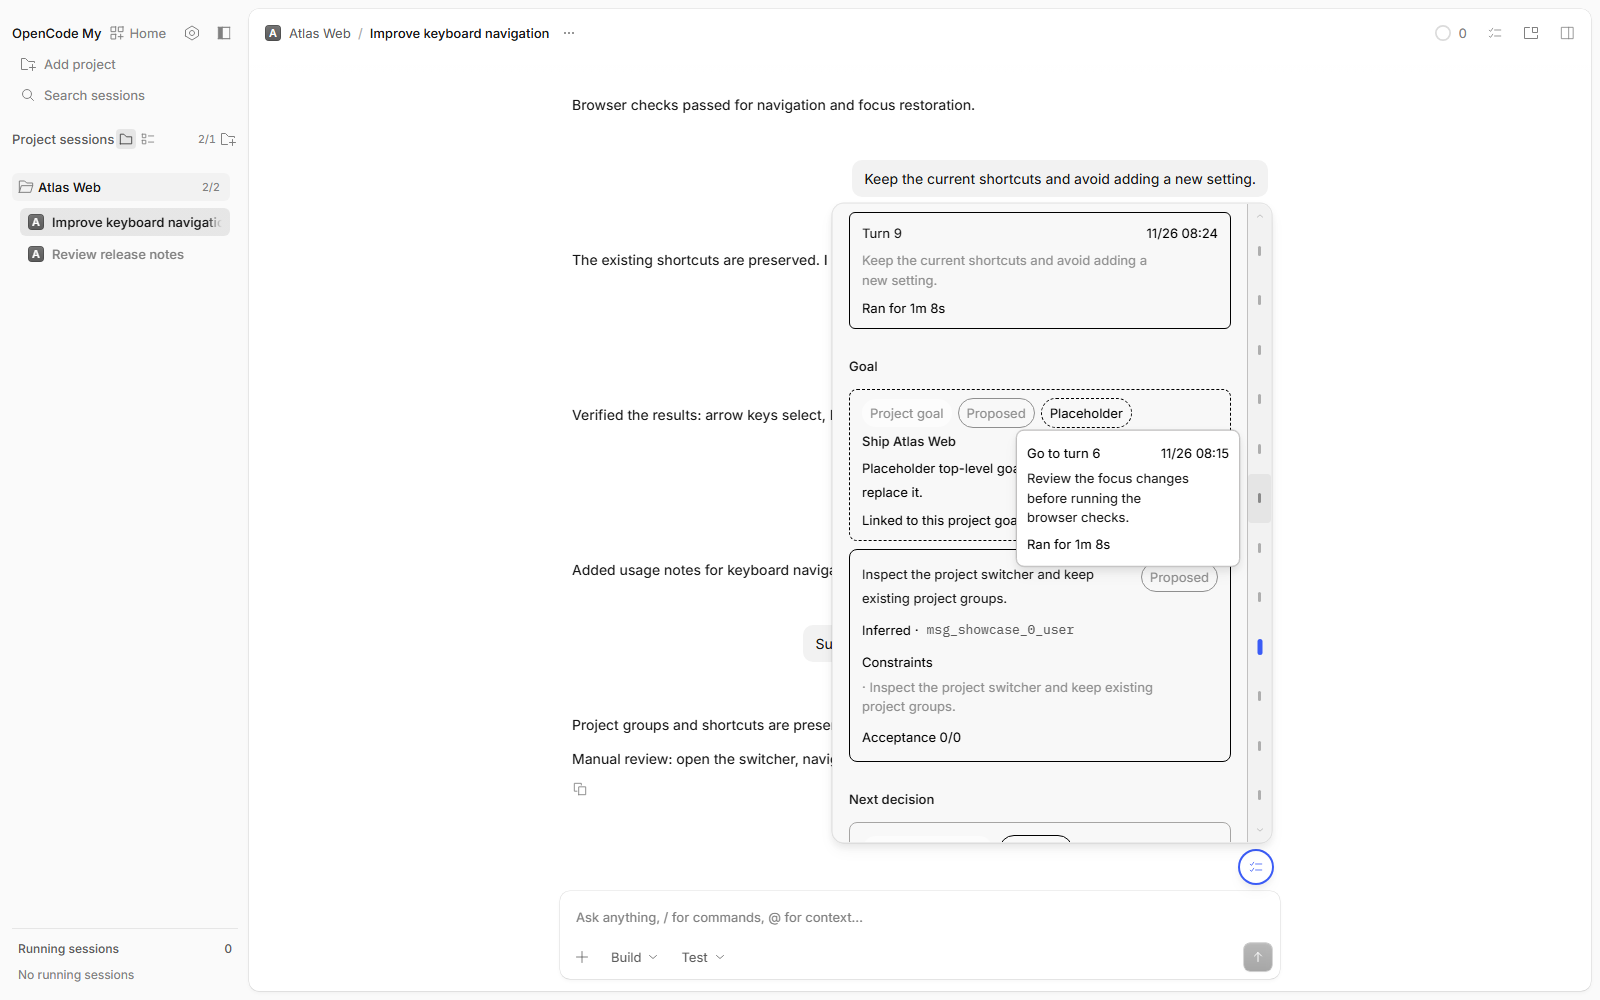 OpenCode My
Home
Add project
Search sessions
Project sessions
2/1
Atlas Web
2/2
A
Improve keyboard navigatio
A
Review release notes
Running sessions
0
No running sessions
A
Atlas Web / Improve keyboard navigation ···
0
Browser checks passed for navigation and focus restoration.
Keep the current shortcuts and avoid adding a new setting.
The existing shortcuts are preserved. I
Verified the results: arrow keys select,
Added usage notes for keyboard naviga
Su
Project groups and shortcuts are prese
Manual review: open the switcher, navi
Turn 9
11/26 08:24
Keep the current shortcuts and avoid adding a
new setting.
Ran for 1m 8s
Goal
Project goal
Proposed
Placeholder
Ship Atlas Web
Placeholder top-level goa
replace it.
Linked to this project goa
Go to turn 6
11/26 08:15
Review the focus changes
before running the
browser checks.
Ran for 1m 8s
Inspect the project switcher and keep
existing project groups.
Proposed
Inferred · msg_showcase_0_user
Constraints
· Inspect the project switcher and keep existing
project groups.
Acceptance 0/0
Next decision
Ask anything, / for commands, @ for context...
Build
Test